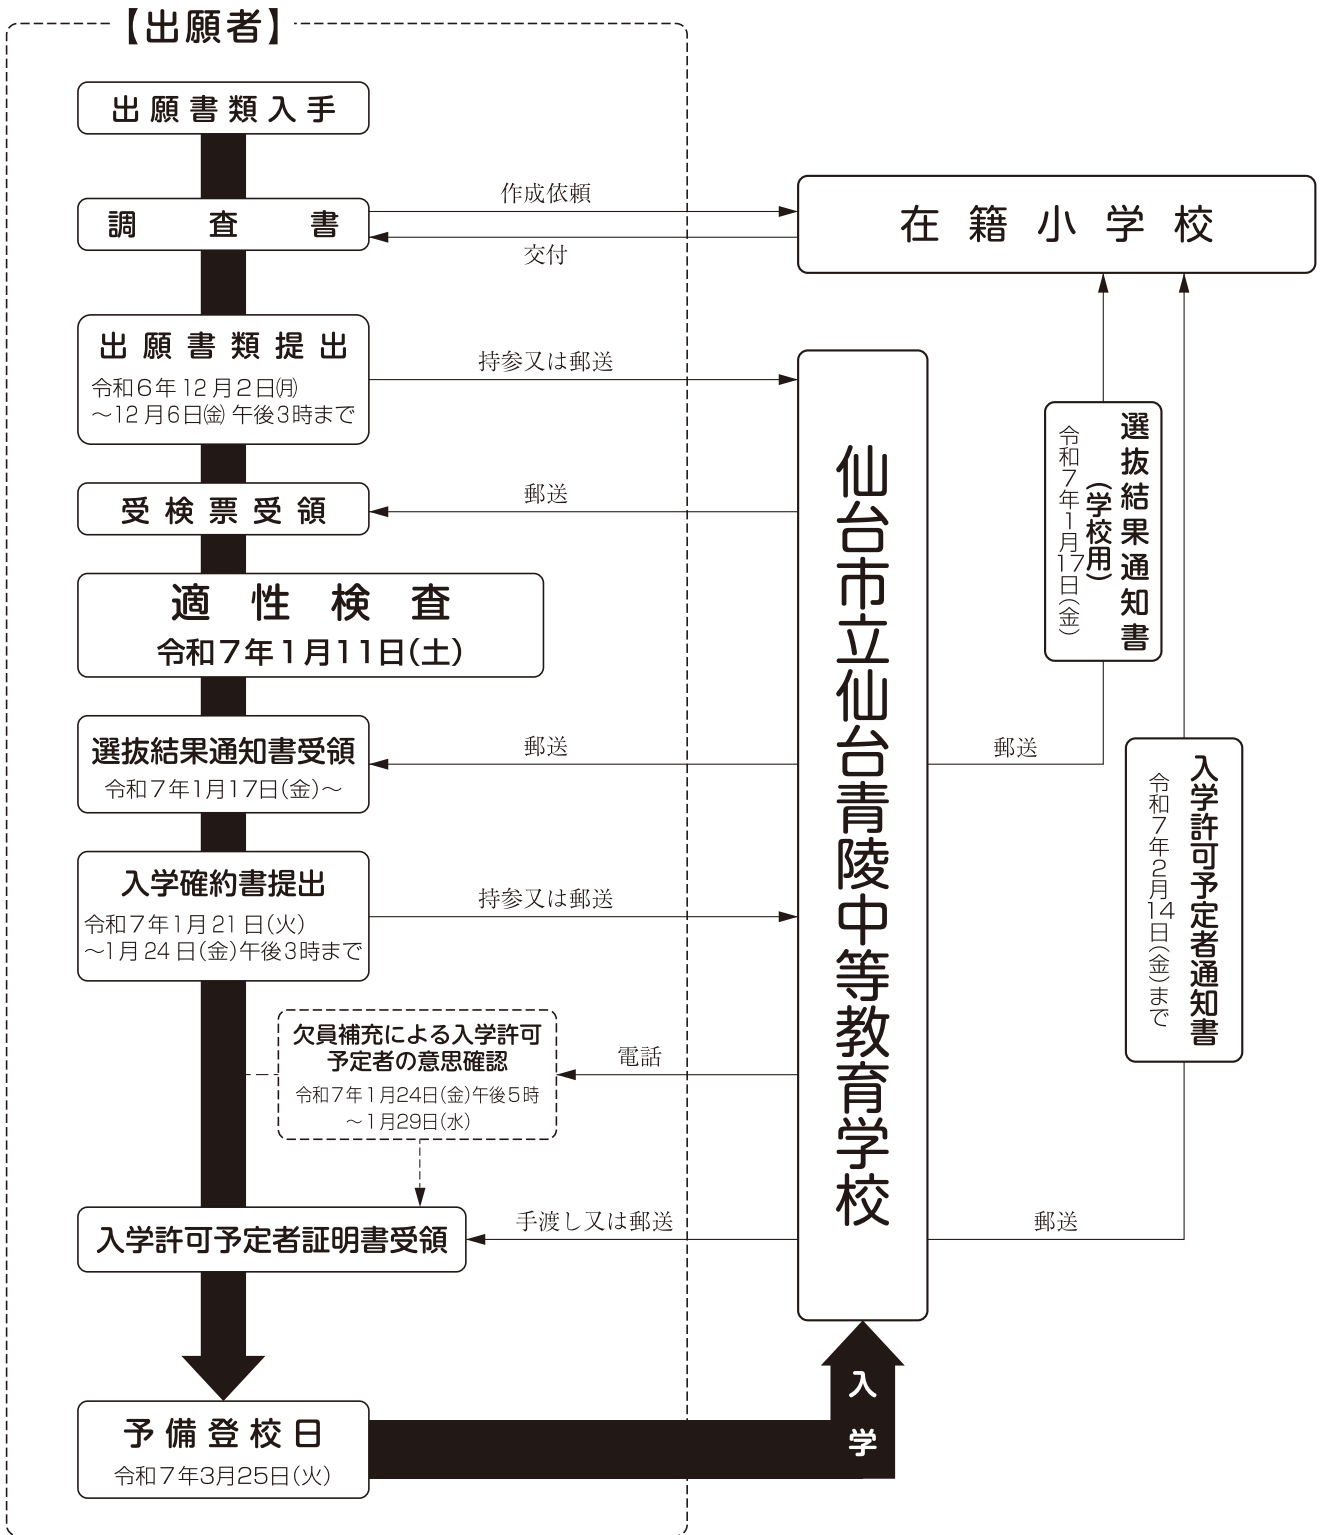 【出願者】
出願書類入手
調査書
作成依頼
交付
在籍小学校
出願書類提出
令和6年12月2日(月)
～12月6日(金)午後3時まで
持参又は郵送
受検票受領
郵送
適性検査
令和7年1月11日(土)
選抜結果通知書受領
令和7年1月17日(金)～
郵送
入学確約書提出
令和7年1月21日(火)
～1月24日(金)午後3時まで
持参又は郵送
欠員補充による入学許可
予定者の意思確認
令和7年1月24日(金)午後5時
～1月29日(水)
電話
入学許可予定者証明書受領
手渡し又は郵送
予備登校日
令和7年3月25日(火)
仙台市立仙台青陵中等教育学校
入学
選抜結果通知書
(学校用)
令和7年1月17日(金)
郵送
入学許可予定者通知書
令和7年2月14日(金)まで
郵送